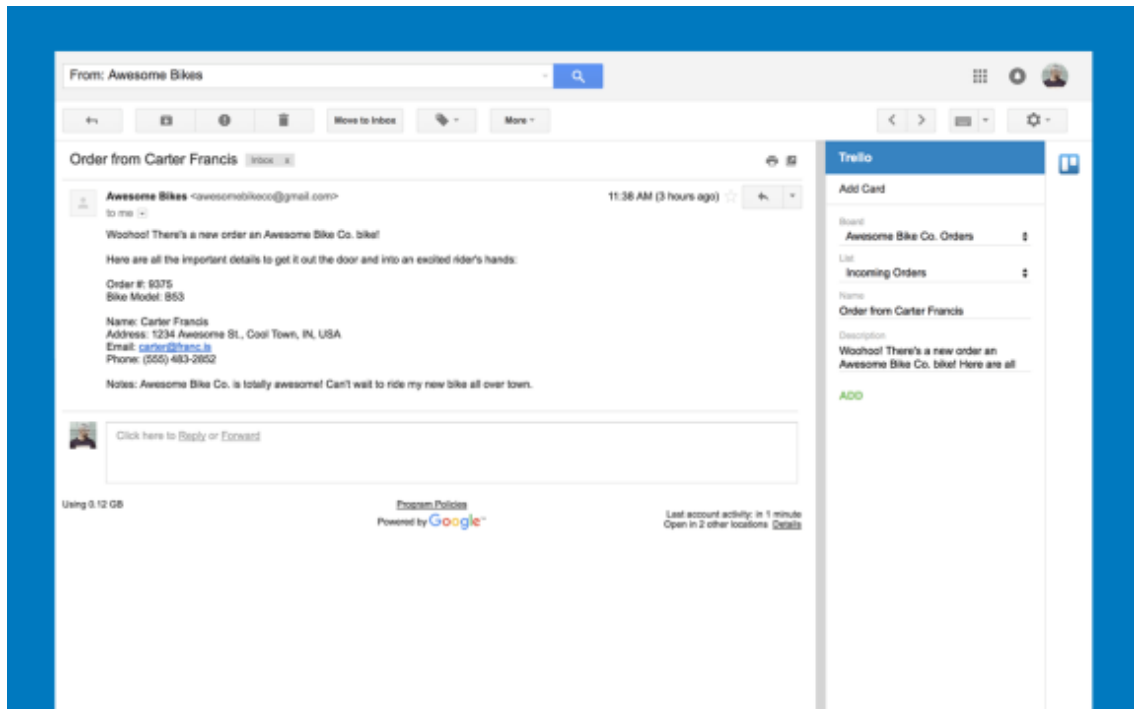 From: Awesome Bikes
Move to Inbox
More
Order from Carter Francis Inbox x
Awesome Bikes <awesomebikeco@gmail.com>
11:38 AM (3 hours ago)
to me
Woohoo! There's a new order an Awesome Bike Co. bike!
Here are all the important details to get it out the door and into an excited rider's hands:
Order #: 9375
Bike Model: B53
Name: Carter Francis
Address: 1234 Awesome St., Cool Town, IN, USA
Email: carter@franc.is
Phone: (555) 483-2852
Notes: Awesome Bike Co. is totally awesome! Can't wait to ride my new bike all over town.
Click here to Reply or Forward
Using 0.12 GB
Program Policies
Powered by Google™
Last account activity: in 1 minute
Open in 2 other locations Details
Trello
Add Card
Board
Awesome Bike Co. Orders
List
Incoming Orders
Name
Order from Carter Francis
Description
Woohoo! There's a new order an
Awesome Bike Co. bike! Here are all
ADD